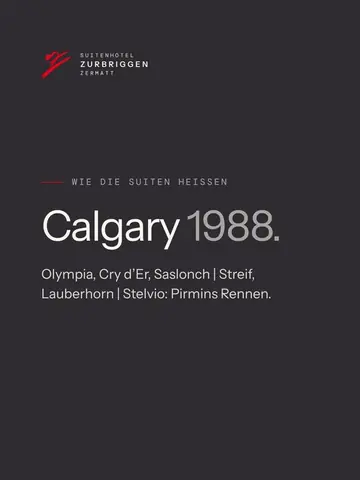 SUITENHOTEL
ZURBRIGGEN
ZERMATT
WIE DIE SUITEN HEISSEN
Calgary 1988.
Olympia, Cry d'Er, Saslonch | Streif,
Lauberhorn | Stelvio: Pirmins Rennen.